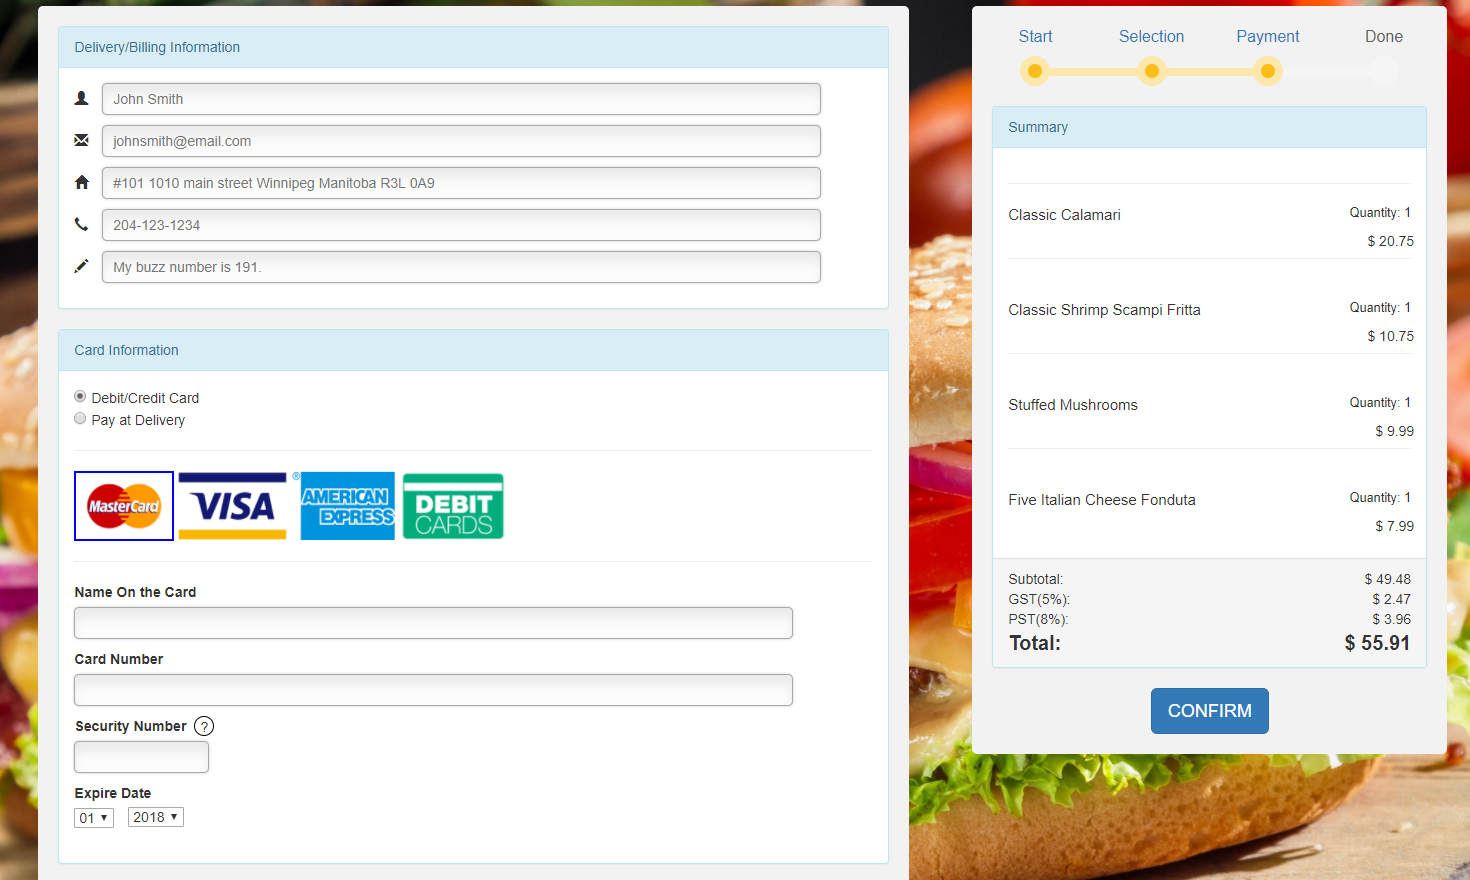 Delivery/Billing Information
John Smith
johnsmith@email.com
#101 1010 main street Winnipeg Manitoba R3L 0A9
204-123-1234
My buzz number is 191.
Card Information
Debit/Credit Card
Pay at Delivery
MasterCard
VISA
®
AMERICAN
EXPRESS
DEBIT
CARDS
Name On the Card
Card Number
Security Number ?
Expire Date
01 2018
Start Selection Payment Done
Summary
Classic Calamari Quantity: 1
$ 20.75
Classic Shrimp Scampi Fritta Quantity: 1
$ 10.75
Stuffed Mushrooms Quantity: 1
$ 9.99
Five Italian Cheese Fonduta Quantity: 1
$ 7.99
Subtotal: $ 49.48
GST(5%): $ 2.47
PST(8%): $ 3.96
Total: $ 55.91
CONFIRM